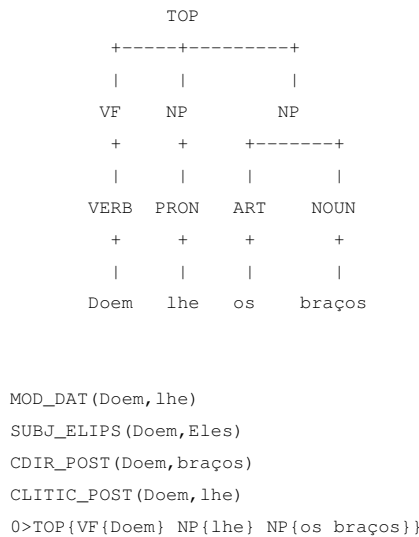 TOP
+-----+---------+
| | |
VF NP NP
+ + +-------+
| | | |
VERB PRON ART NOUN
+ + + +
| | | |
Doem lhe os braços
MOD_DAT(Doem,lhe)
SUBJ_ELIPS(Doem,Eles)
CDIR_POST(Doem,braços)
CLITIC_POST(Doem,lhe)
0>TOP{VF{Doem} NP{lhe} NP{os braços}}